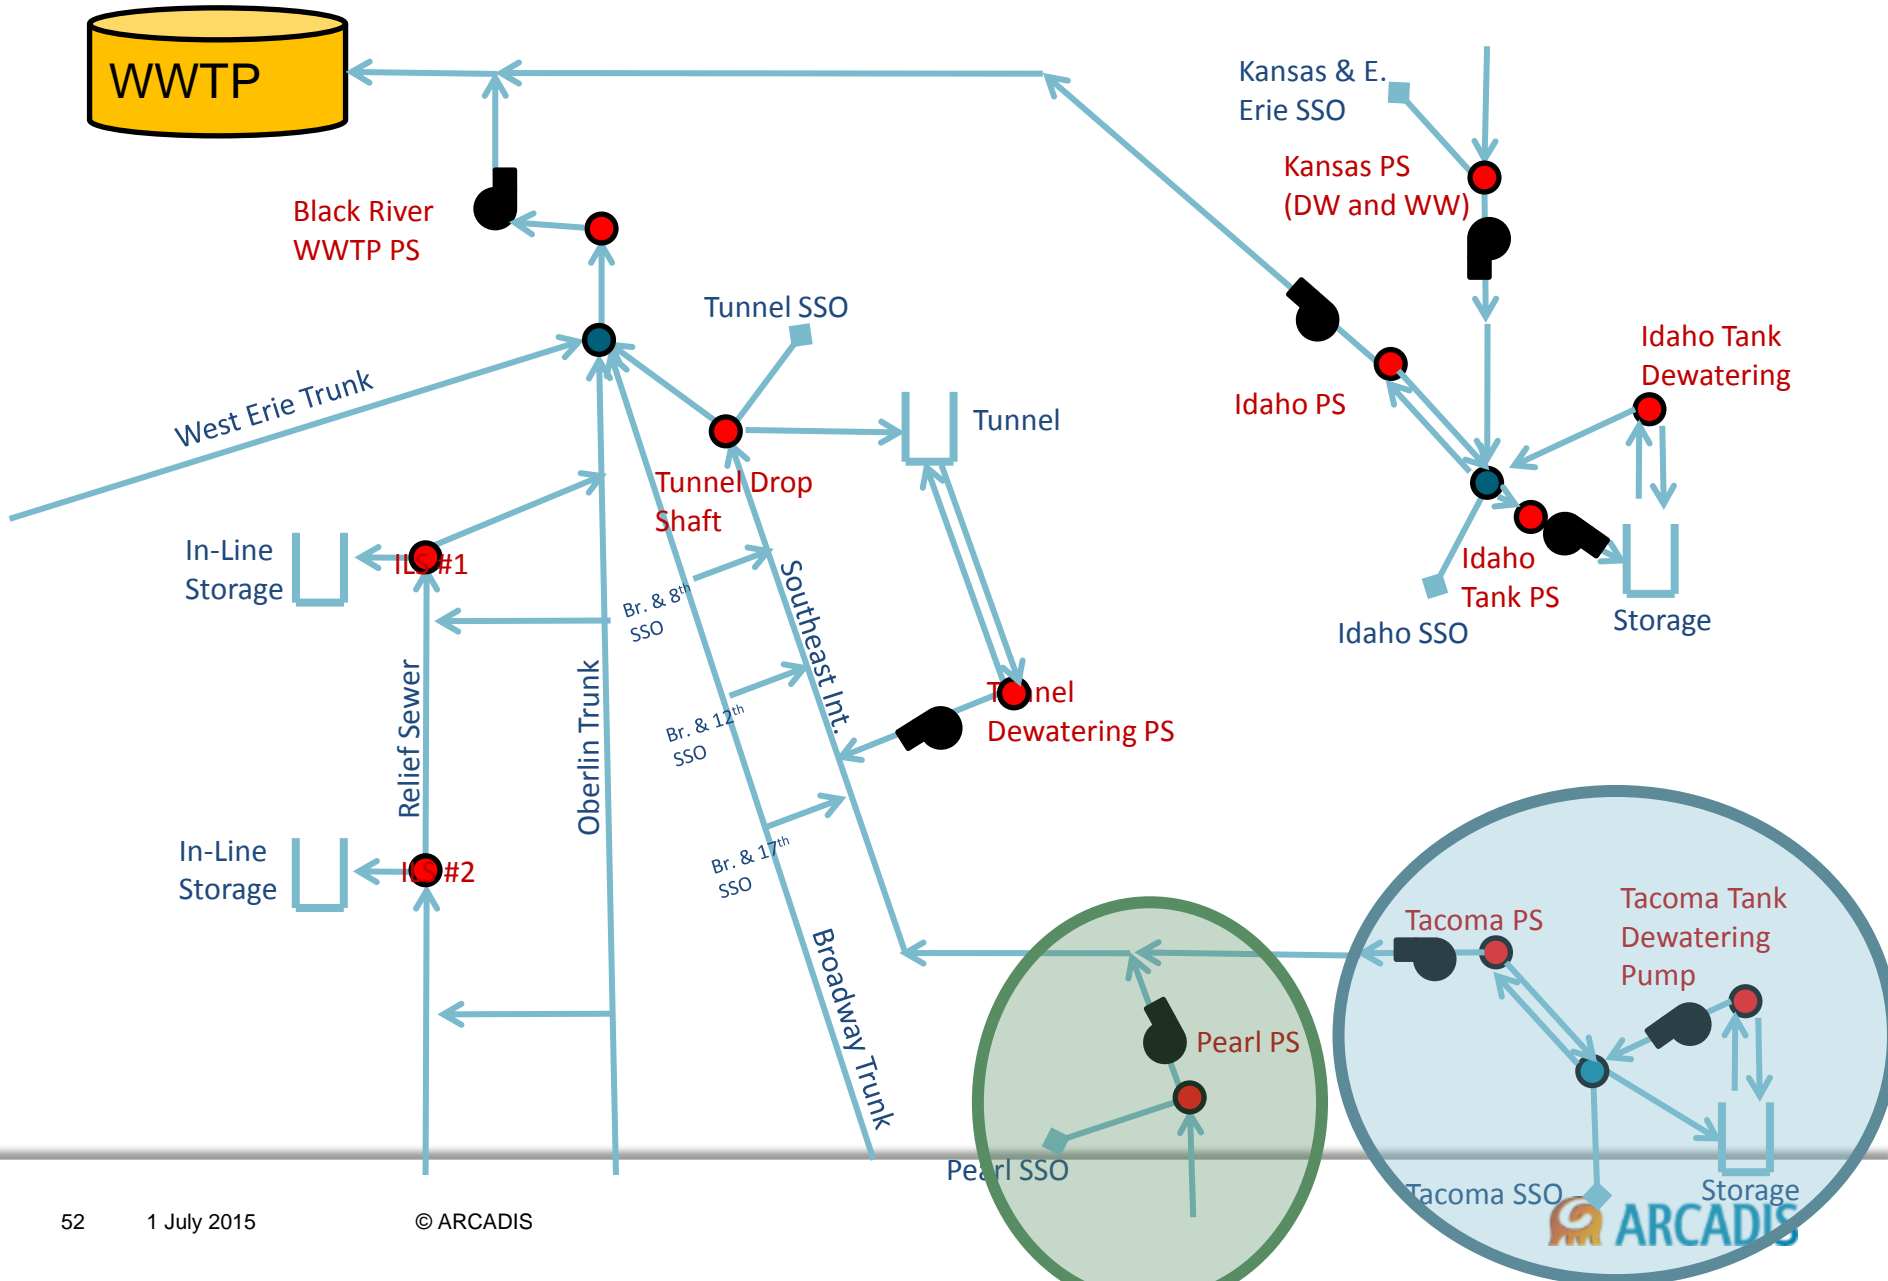 WWTP
Kansas & E.
Erie SSO
Kansas PS
(DW and WW)
Black River
WWTP PS
Tunnel SSO
Idaho Tank
Dewatering
Idaho PS
West Erie Trunk
Tunnel
Tunnel Drop
Shaft
In-Line
Storage
ILS #1
Idaho
Tank PS
Storage
Idaho SSO
Br. & 8th
SSO
Southeast Int.
Relief Sewer
Oberlin Trunk
Br. & 12th
SSO
Tunnel
Dewatering PS
In-Line
Storage
ILS #2
Br. & 17th
SSO
Broadway Trunk
Tacoma PS
Tacoma Tank
Dewatering
Pump
Pearl PS
Pearl SSO
Tacoma SSO
Storage
52
1 July 2015
© ARCADIS
ARCADIS